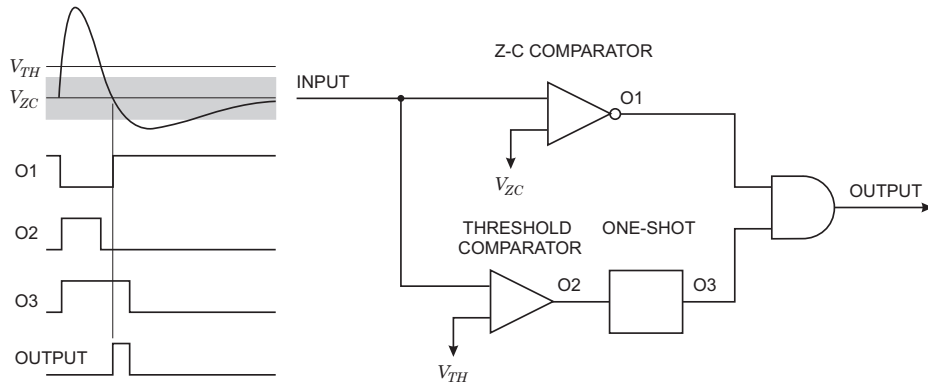 V_TH
V_ZC
O1
O2
O3
OUTPUT
INPUT
Z-C COMPARATOR
O1
V_ZC
THRESHOLD
COMPARATOR
ONE-SHOT
O2
O3
V_TH
OUTPUT